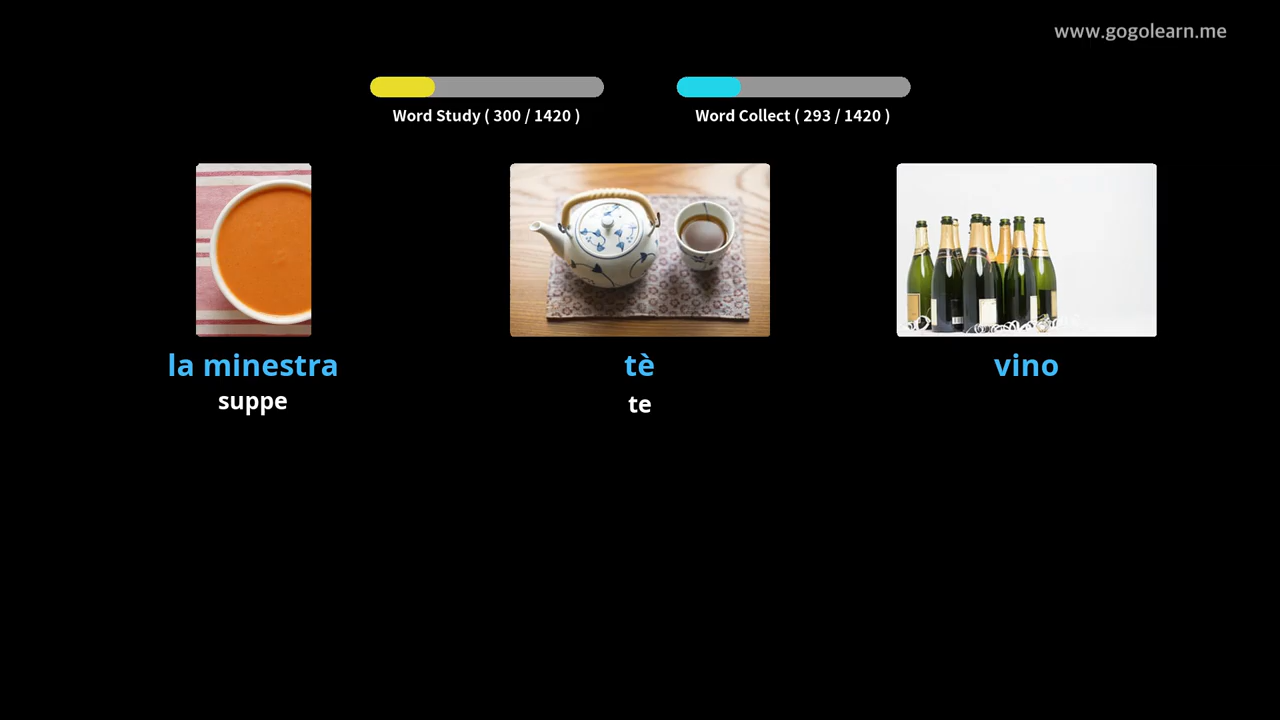 www.gogolearn.me
Word Study ( 300 / 1420 )
Word Collect ( 293 / 1420 )
la minestra
suppe
tè
te
vino